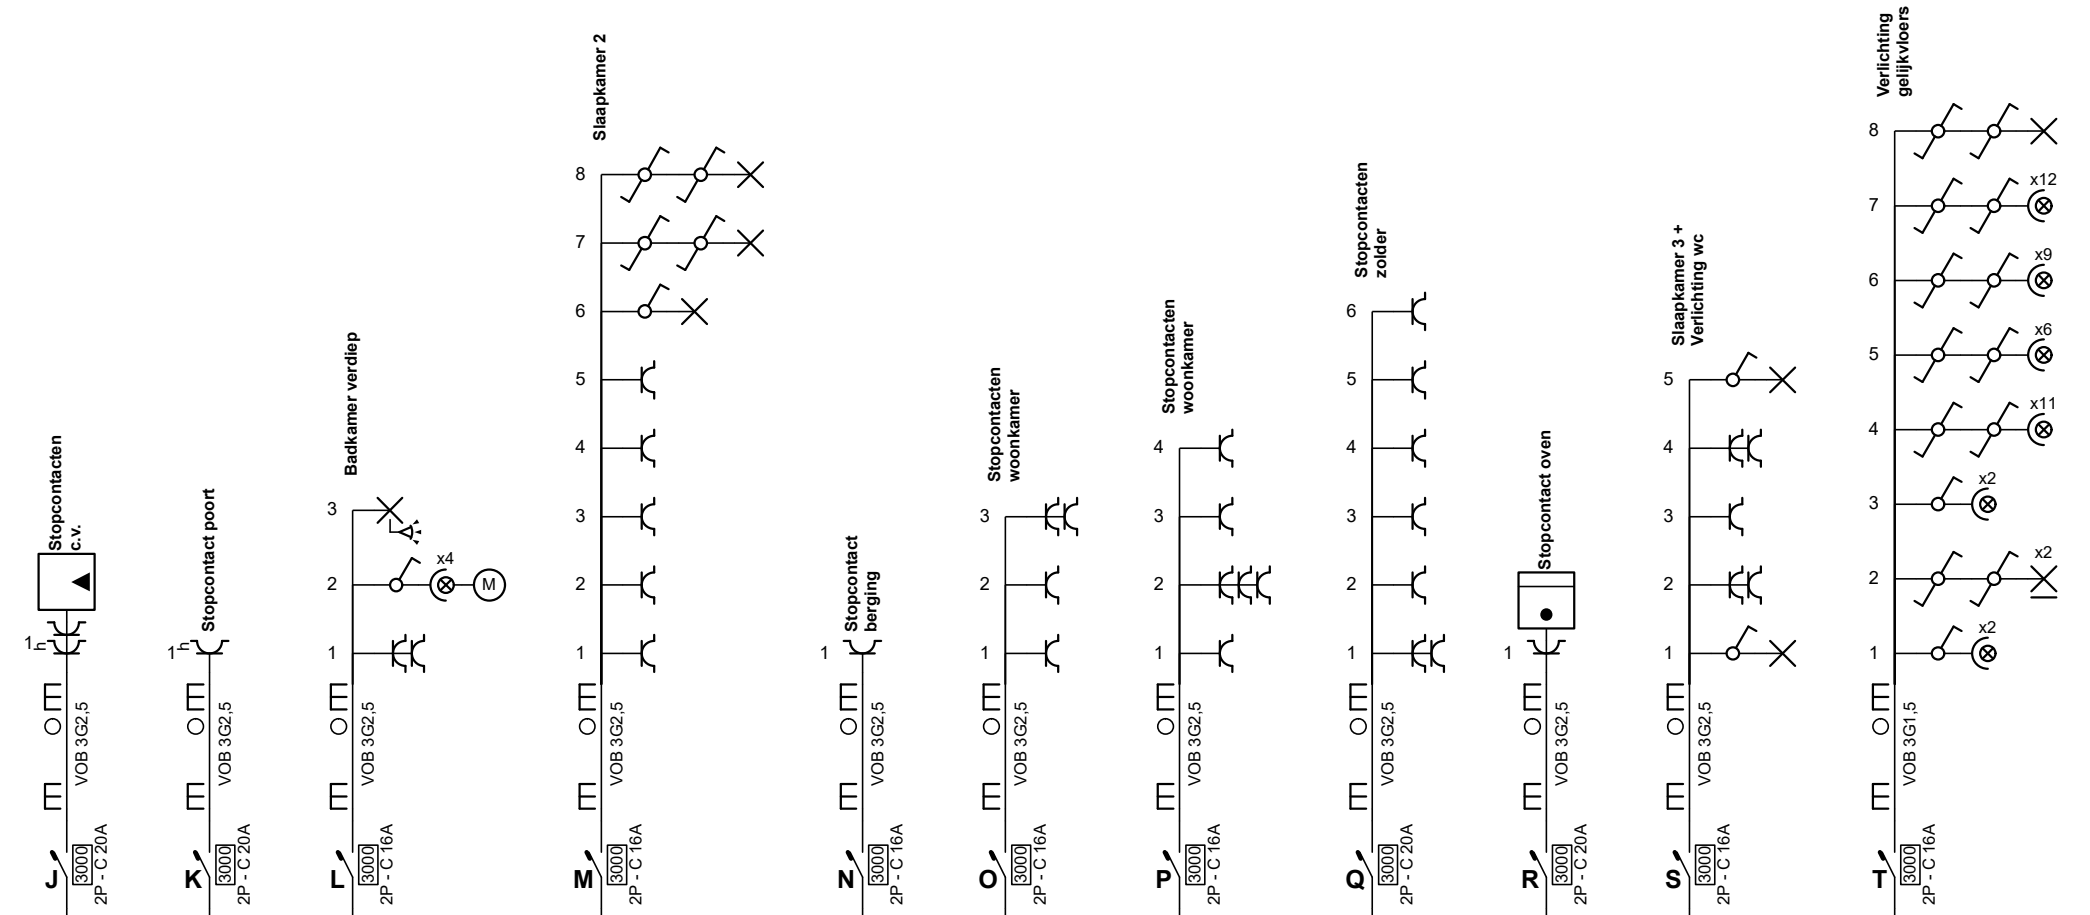 Stopcontacten
c.v.
1
h
VOB 3G2,5
J
3000
2P - C 20A
Stopcontact poort
1
h
VOB 3G2,5
K
3000
2P - C 20A
Badkamer verdiep
3
2
x4
M
1
VOB 3G2,5
L
3000
2P - C 16A
Slaapkamer 2
8
7
6
5
4
3
2
1
VOB 3G2,5
M
3000
2P - C 16A
Stopcontact
berging
1
VOB 3G2,5
N
3000
2P - C 16A
Stopcontacten
woonkamer
3
2
1
VOB 3G2,5
O
3000
2P - C 16A
Stopcontacten
woonkamer
4
3
2
1
VOB 3G2,5
P
3000
2P - C 16A
Stopcontacten
zolder
6
5
4
3
2
1
VOB 3G2,5
Q
3000
2P - C 20A
Stopcontact oven
1
VOB 3G2,5
R
3000
2P - C 20A
Slaapkamer 3 +
Verlichting wc
5
4
3
2
1
VOB 3G2,5
S
3000
2P - C 16A
Verlichting
gelijkvloers
8
7
x12
6
x9
5
x6
4
x11
3
x2
2
x2
1
x2
VOB 3G1,5
T
3000
2P - C 16A